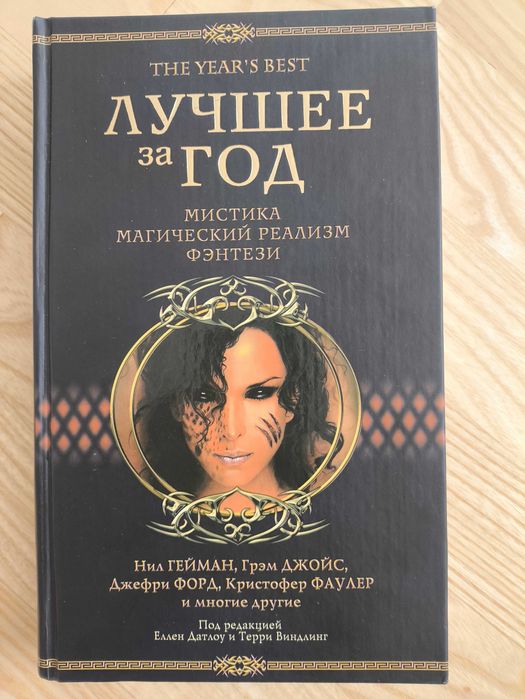 THE YEAR'S BEST
ЛУЧШЕЕ
за ГОД
МИСТИКА
МАГИЧЕСКИЙ РЕАЛИЗМ
ФЭНТЕЗИ
Нил ГЕЙМАН, Грэм ДЖОЙС,
Джефри ФОРД, Кристофер ФАУЛЕР
и многие другие
Под редакцией
Еллен Датлоу и Терри Виндлинг